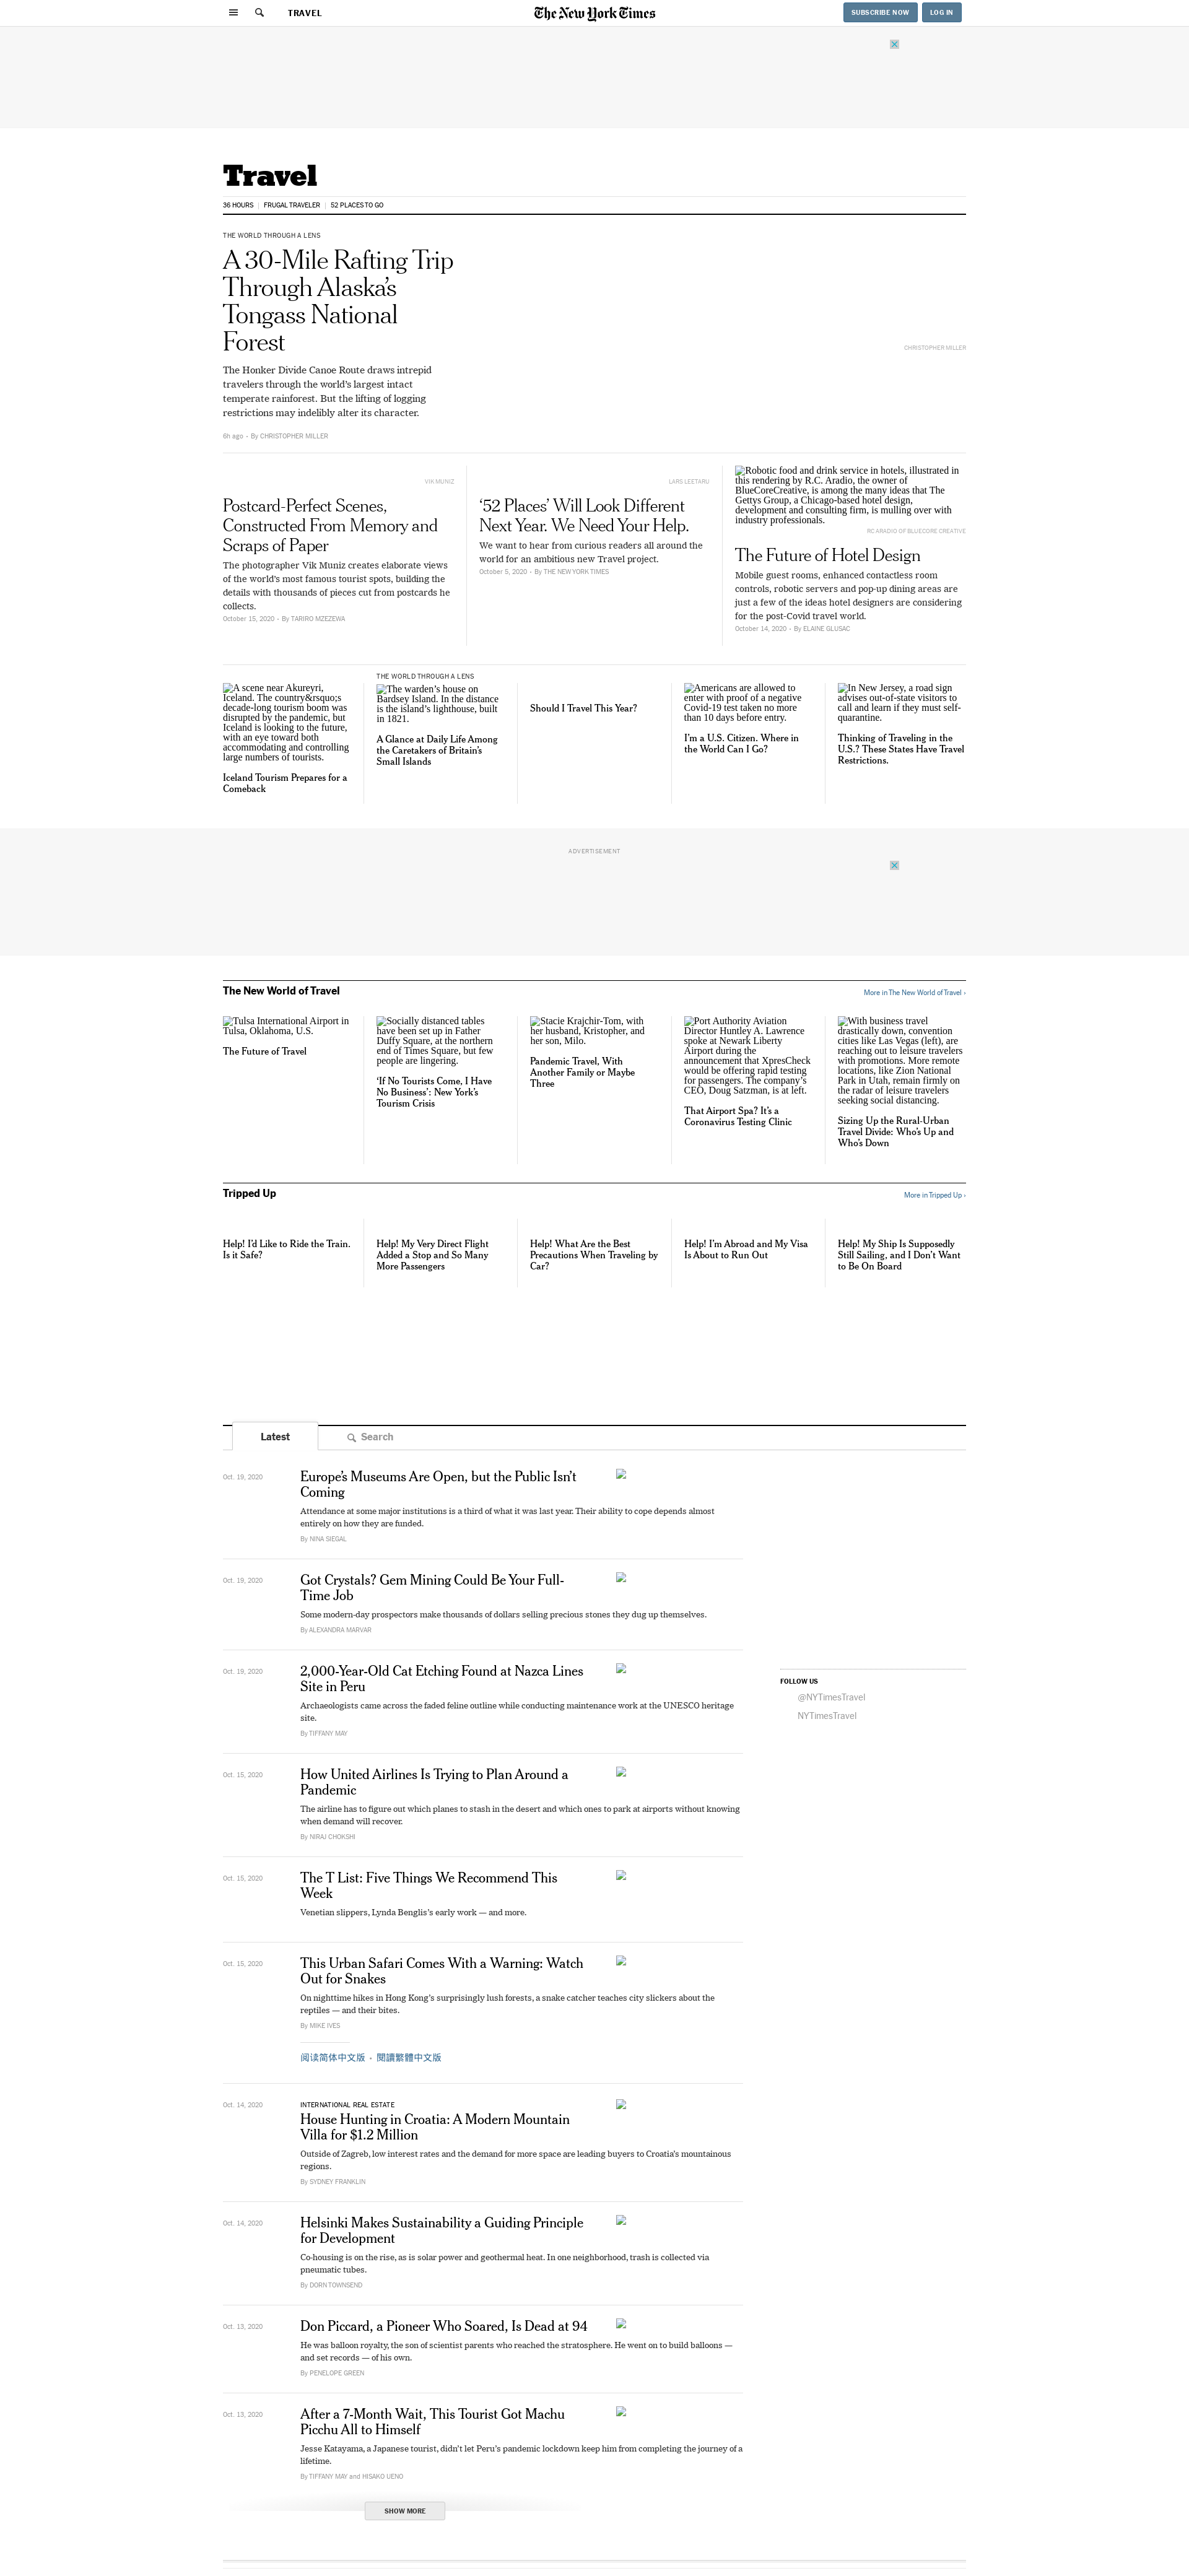 TRAVEL
The New York Times
SUBSCRIBE NOW
LOG IN
Travel
36 HOURS
FRUGAL TRAVELER
52 PLACES TO GO
THE WORLD THROUGH A LENS
A 30-Mile Rafting Trip
Through Alaska’s
Tongass National
Forest
CHRISTOPHER MILLER
The Honker Divide Canoe Route draws intrepid
travelers through the world’s largest intact
temperate rainforest. But the lifting of logging
restrictions may indelibly alter its character.
6h ago - By CHRISTOPHER MILLER
VIK MUNIZ
Postcard-Perfect Scenes,
Constructed From Memory and
Scraps of Paper
The photographer Vik Muniz creates elaborate views
of the world’s most famous tourist spots, building the
details with thousands of pieces cut from postcards he
collects.
October 15, 2020 - By TARIRO MZEZEWA
LARS LEETARU
‘52 Places’ Will Look Different
Next Year. We Need Your Help.
We want to hear from curious readers all around the
world for an ambitious new Travel project.
October 5, 2020 - By THE NEW YORK TIMES
Robotic food and drink service in hotels, illustrated in
this rendering by R.C. Aradio, the owner of
BlueCoreCreative, is among the many ideas that The
Gettys Group, a Chicago-based hotel design,
development and consulting firm, is mulling over with
industry professionals.
RC ARADIO OF BLUECORE CREATIVE
The Future of Hotel Design
Mobile guest rooms, enhanced contactless room
controls, robotic servers and pop-up dining areas are
just a few of the ideas hotel designers are considering
for the post-Covid travel world.
October 14, 2020 - By ELAINE GLUSAC
A scene near Akureyri,
Iceland. The country&rsquo;s
decade-long tourism boom was
disrupted by the pandemic, but
Iceland is looking to the future,
with an eye toward both
accommodating and controlling
large numbers of tourists.
Iceland Tourism Prepares for a
Comeback
THE WORLD THROUGH A LENS
The warden’s house on
Bardsey Island. In the distance
is the island’s lighthouse, built
in 1821.
A Glance at Daily Life Among
the Caretakers of Britain’s
Small Islands
Should I Travel This Year?
Americans are allowed to
enter with proof of a negative
Covid-19 test taken no more
than 10 days before entry.
I’m a U.S. Citizen. Where in
the World Can I Go?
In New Jersey, a road sign
advises out-of-state visitors to
call and learn if they must self-
quarantine.
Thinking of Traveling in the
U.S.? These States Have Travel
Restrictions.
ADVERTISEMENT
The New World of Travel
More in The New World of Travel ›
Tulsa International Airport in
Tulsa, Oklahoma, U.S.
The Future of Travel
Socially distanced tables
have been set up in Father
Duffy Square, at the northern
end of Times Square, but few
people are lingering.
‘If No Tourists Come, I Have
No Business’: New York’s
Tourism Crisis
Stacie Krajchir-Tom, with
her husband, Kristopher, and
her son, Milo.
Pandemic Travel, With
Another Family or Maybe
Three
Port Authority Aviation
Director Huntley A. Lawrence
spoke at Newark Liberty
Airport during the
announcement that XpresCheck
would be offering rapid testing
for passengers. The company’s
CEO, Doug Satzman, is at left.
That Airport Spa? It’s a
Coronavirus Testing Clinic
With business travel
drastically down, convention
cities like Las Vegas (left), are
reaching out to leisure travelers
with promotions. More remote
locations, like Zion National
Park in Utah, remain firmly on
the radar of leisure travelers
seeking social distancing.
Sizing Up the Rural-Urban
Travel Divide: Who’s Up and
Who’s Down
Tripped Up
More in Tripped Up ›
Help! I’d Like to Ride the Train.
Is it Safe?
Help! My Very Direct Flight
Added a Stop and So Many
More Passengers
Help! What Are the Best
Precautions When Traveling by
Car?
Help! I’m Abroad and My Visa
Is About to Run Out
Help! My Ship Is Supposedly
Still Sailing, and I Don’t Want
to Be On Board
Latest
Search
Oct. 19, 2020
Europe’s Museums Are Open, but the Public Isn’t
Coming
Attendance at some major institutions is a third of what it was last year. Their ability to cope depends almost
entirely on how they are funded.
By NINA SIEGAL
Oct. 19, 2020
Got Crystals? Gem Mining Could Be Your Full-
Time Job
Some modern-day prospectors make thousands of dollars selling precious stones they dug up themselves.
By ALEXANDRA MARVAR
Oct. 19, 2020
2,000-Year-Old Cat Etching Found at Nazca Lines
Site in Peru
Archaeologists came across the faded feline outline while conducting maintenance work at the UNESCO heritage
site.
By TIFFANY MAY
FOLLOW US
@NYTimesTravel
NYTimesTravel
Oct. 15, 2020
How United Airlines Is Trying to Plan Around a
Pandemic
The airline has to figure out which planes to stash in the desert and which ones to park at airports without knowing
when demand will recover.
By NIRAJ CHOKSHI
Oct. 15, 2020
The T List: Five Things We Recommend This
Week
Venetian slippers, Lynda Benglis’s early work — and more.
Oct. 15, 2020
This Urban Safari Comes With a Warning: Watch
Out for Snakes
On nighttime hikes in Hong Kong’s surprisingly lush forests, a snake catcher teaches city slickers about the
reptiles — and their bites.
By MIKE IVES
阅读简体中文版 • 閱讀繁體中文版
Oct. 14, 2020
INTERNATIONAL REAL ESTATE
House Hunting in Croatia: A Modern Mountain
Villa for $1.2 Million
Outside of Zagreb, low interest rates and the demand for more space are leading buyers to Croatia’s mountainous
regions.
By SYDNEY FRANKLIN
Oct. 14, 2020
Helsinki Makes Sustainability a Guiding Principle
for Development
Co-housing is on the rise, as is solar power and geothermal heat. In one neighborhood, trash is collected via
pneumatic tubes.
By DORN TOWNSEND
Oct. 13, 2020
Don Piccard, a Pioneer Who Soared, Is Dead at 94
He was balloon royalty, the son of scientist parents who reached the stratosphere. He went on to build balloons —
and set records — of his own.
By PENELOPE GREEN
Oct. 13, 2020
After a 7-Month Wait, This Tourist Got Machu
Picchu All to Himself
Jesse Katayama, a Japanese tourist, didn’t let Peru’s pandemic lockdown keep him from completing the journey of a
lifetime.
By TIFFANY MAY and HISAKO UENO
SHOW MORE